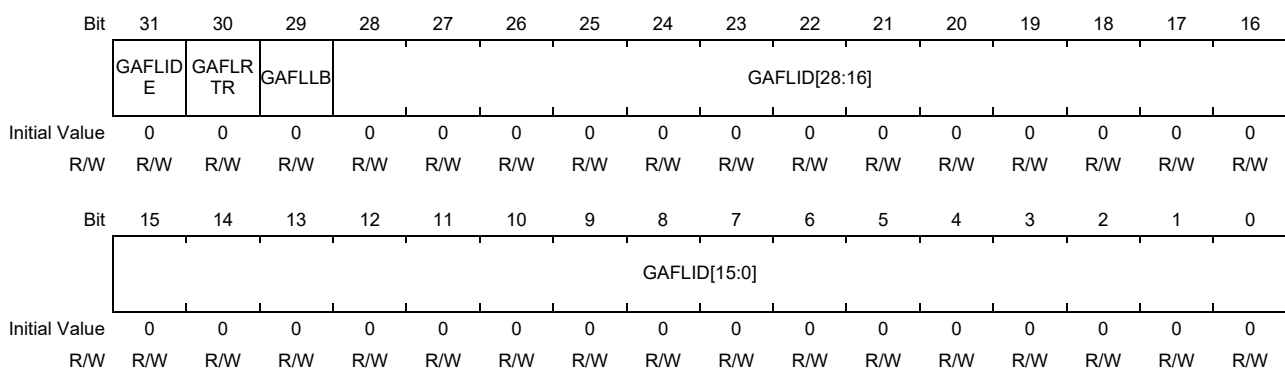 Bit 31 30 29 28 27 26 25 24 23 22 21 20 19 18 17 16
GAFLID GAFLR GAFLLB GAFLID[28:16]
E TR
Initial Value 0 0 0 0 0 0 0 0 0 0 0 0 0 0 0 0
R/W R/W R/W R/W R/W R/W R/W R/W R/W R/W R/W R/W R/W R/W R/W R/W R/W
Bit 15 14 13 12 11 10 9 8 7 6 5 4 3 2 1 0
GAFLID[15:0]
Initial Value 0 0 0 0 0 0 0 0 0 0 0 0 0 0 0 0
R/W R/W R/W R/W R/W R/W R/W R/W R/W R/W R/W R/W R/W R/W R/W R/W R/W